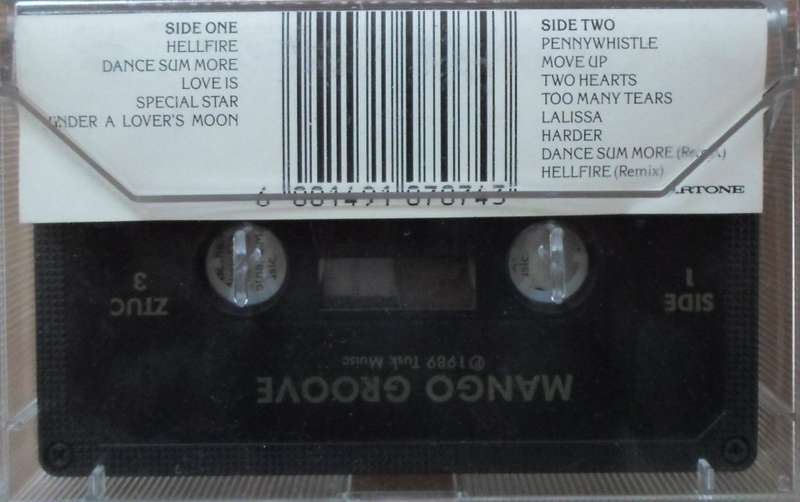 SIDE ONE
HELLFIRE
DANCE SUM MORE
LOVE IS
SPECIAL STAR
UNDER A LOVER'S MOON
SIDE TWO
PENNYWHISTLE
MOVE UP
TWO HEARTS
TOO MANY TEARS
LALISSA
HARDER
DANCE SUM MORE (Remix)
HELLFIRE (Remix)
6 001491 070743
SIDE
1
ZTUC
3
©1989 Tusk Muisc
MANGO GROOVE